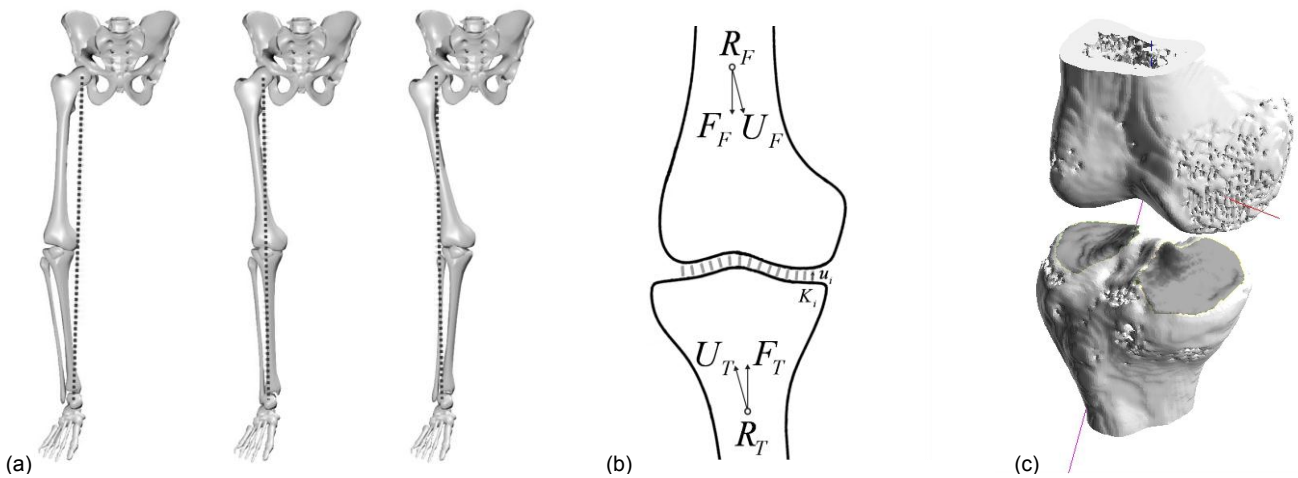 R_F
F_F U_F
u_i
K_i
U_T F_T
R_T
(a) (b) (c)